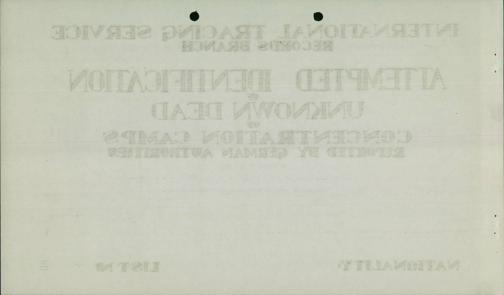 INTERNATIONAL TRACING SERVICE
RECORDS BRANCH
ATTEMPTED IDENTIFICATION
OF
UNKNOWN DEAD
OF
CONCENTRATION CAMPS
REPORTED BY GERMAN AUTHORITIES
NATIONALITY: LIST Nº